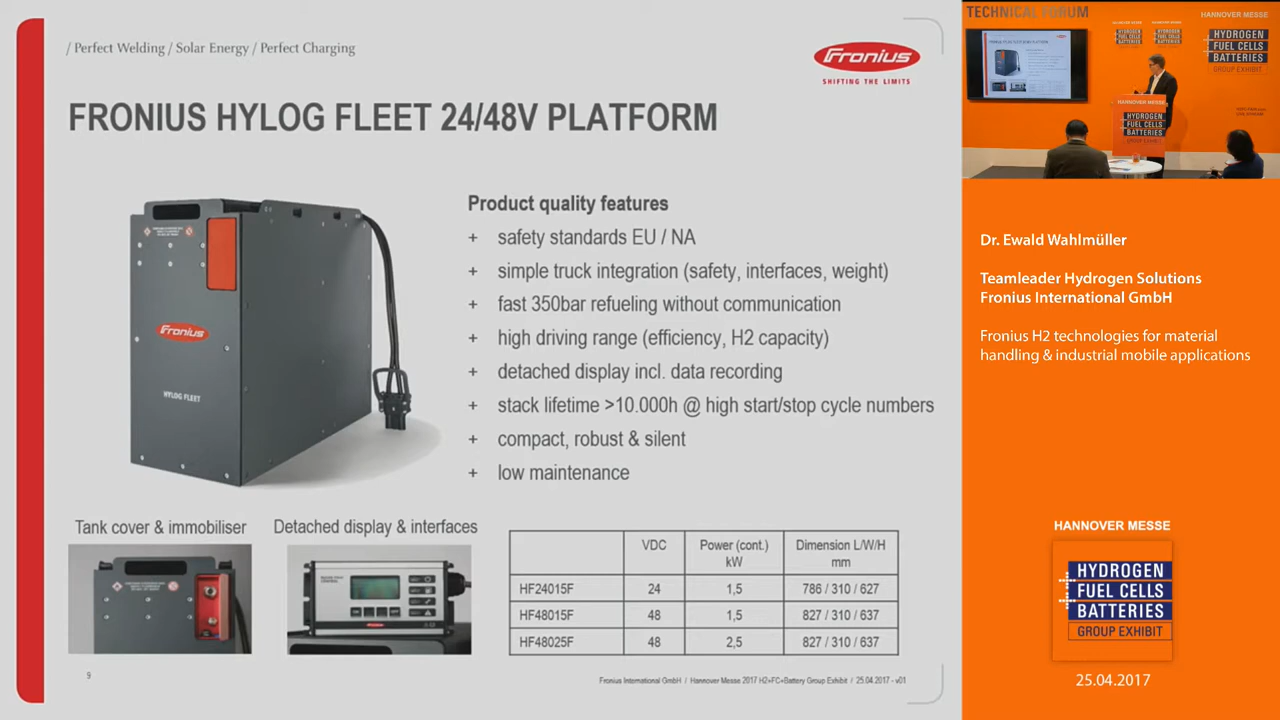 / Perfect Welding / Solar Energy / Perfect Charging
Fronius
SHIFTING THE LIMITS
FRONIUS HYLOG FLEET 24/48V PLATFORM
Fronius
HYLOG FLEET
Product quality features
+ safety standards EU / NA
+ simple truck integration (safety, interfaces, weight)
+ fast 350bar refueling without communication
+ high driving range (efficiency, H2 capacity)
+ detached display incl. data recording
+ stack lifetime >10.000h @ high start/stop cycle numbers
+ compact, robust & silent
+ low maintenance
Tank cover & immobiliser
Detached display & interfaces
VDC Power (cont.) kW Dimension L/W/H mm
HF24015F 24 1,5 786 / 310 / 627
HF48015F 48 1,5 827 / 310 / 637
HF48025F 48 2,5 827 / 310 / 637
9
Fronius International GmbH / Hannover Messe 2017 H2+FC+Battery Group Exhibit / 25.04.2017 - v01
TECHNICAL FORUM
HANNOVER MESSE
HYDROGEN
FUEL CELLS
BATTERIES
GROUP EXHIBIT
HANNOVER MESSE
HYDROGEN
FUEL CELLS
BATTERIES
Dr. Ewald Wahlmüller
Teamleader Hydrogen Solutions
Fronius International GmbH
Fronius H2 technologies for material
handling & industrial mobile applications
HANNOVER MESSE
HYDROGEN
FUEL CELLS
BATTERIES
GROUP EXHIBIT
25.04.2017